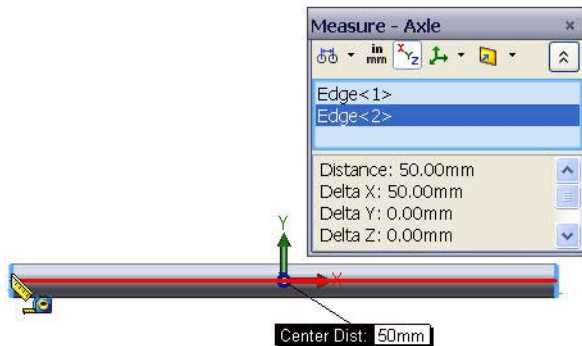 Measure - Axle
in
mm
X Y Z
Edge<1>
Edge<2>
Distance: 50.00mm
Delta X: 50.00mm
Delta Y: 0.00mm
Delta Z: 0.00mm
Y
X
Center Dist: 50mm